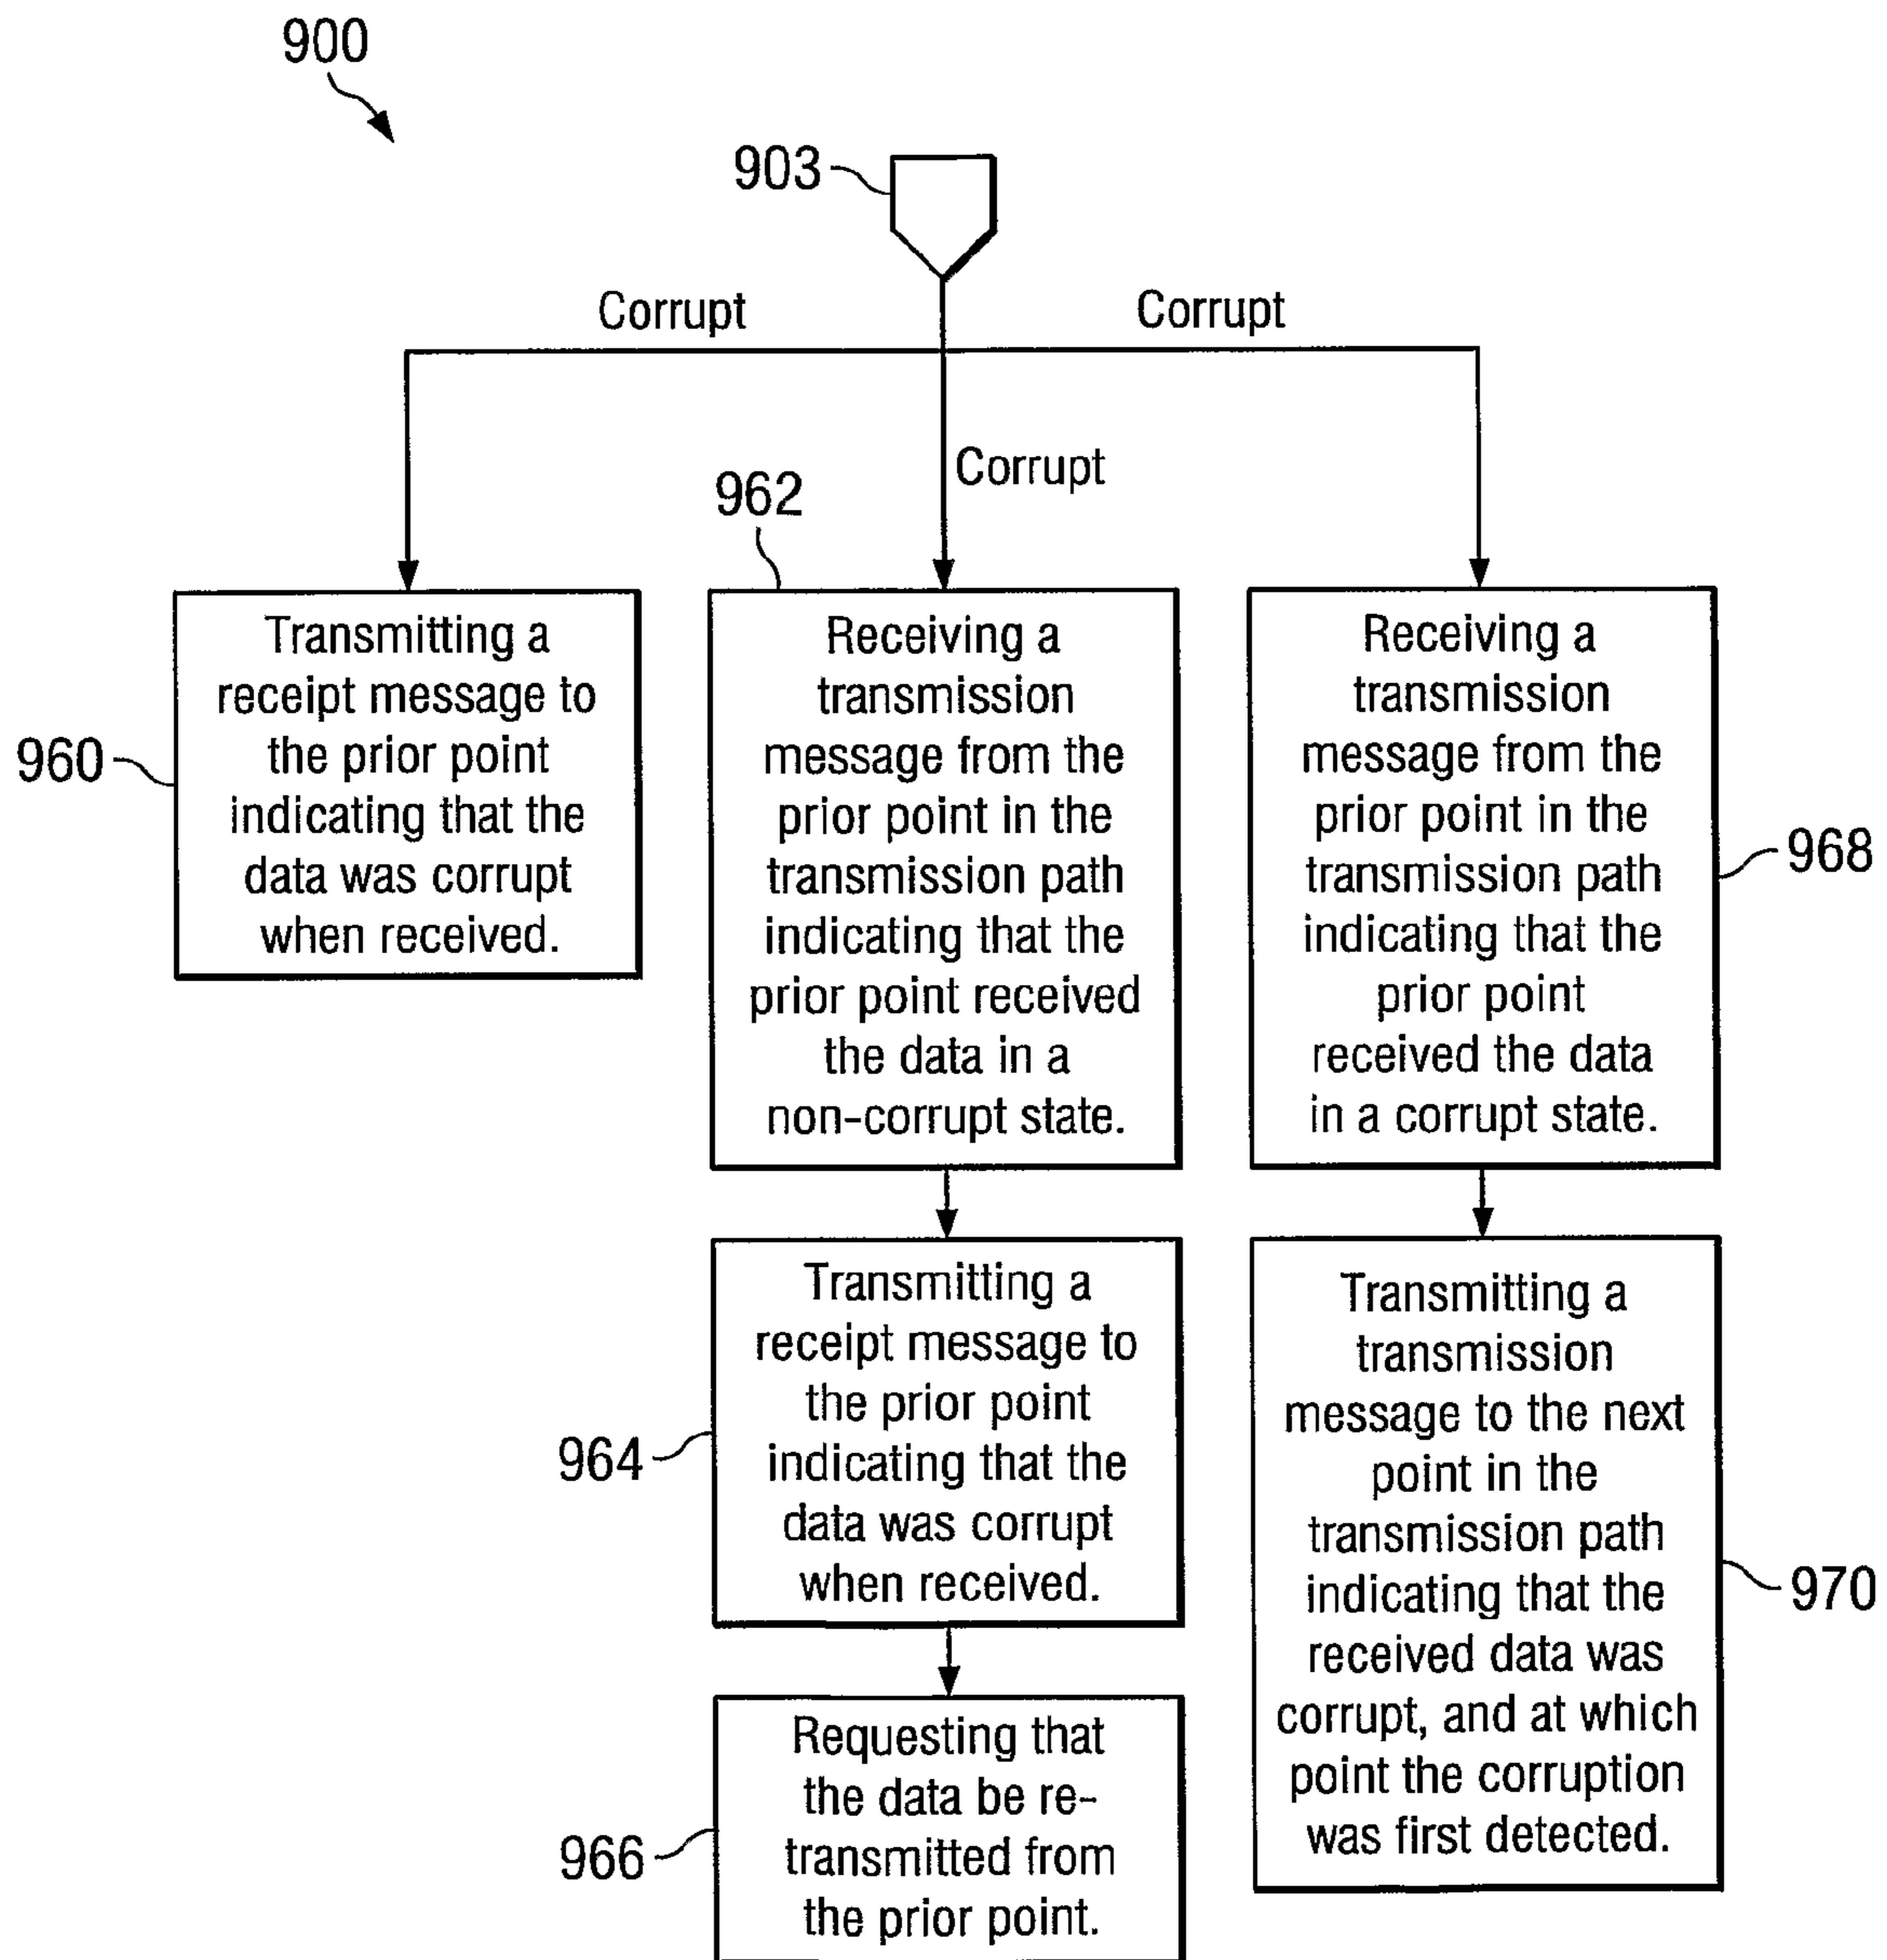 900
903
Corrupt
Corrupt
Corrupt
962
Transmitting a
receipt message to
the prior point
indicating that the
data was corrupt
when received.
960
Receiving a
transmission
message from the
prior point in the
transmission path
indicating that the
prior point received
the data in a
non-corrupt state.
Receiving a
transmission
message from the
prior point in the
transmission path
indicating that the
prior point
received the data
in a corrupt state.
968
Transmitting a
receipt message to
the prior point
indicating that the
data was corrupt
when received.
964
Requesting that
the data be re-
transmitted from
the prior point.
966
Transmitting a
transmission
message to the next
point in the
transmission path
indicating that the
received data was
corrupt, and at which
point the corruption
was first detected.
970